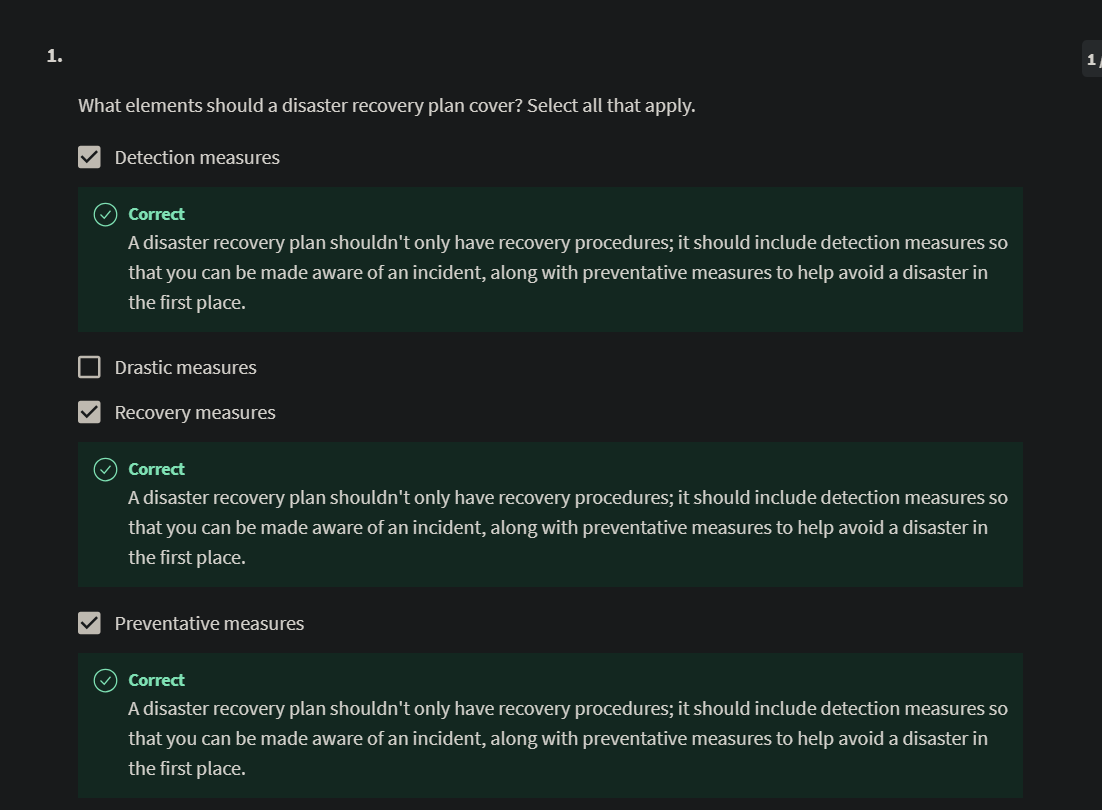 1.
1 /
What elements should a disaster recovery plan cover? Select all that apply.
Detection measures
Correct
A disaster recovery plan shouldn't only have recovery procedures; it should include detection measures so
that you can be made aware of an incident, along with preventative measures to help avoid a disaster in
the first place.
Drastic measures
Recovery measures
Correct
A disaster recovery plan shouldn't only have recovery procedures; it should include detection measures so
that you can be made aware of an incident, along with preventative measures to help avoid a disaster in
the first place.
Preventative measures
Correct
A disaster recovery plan shouldn't only have recovery procedures; it should include detection measures so
that you can be made aware of an incident, along with preventative measures to help avoid a disaster in
the first place.